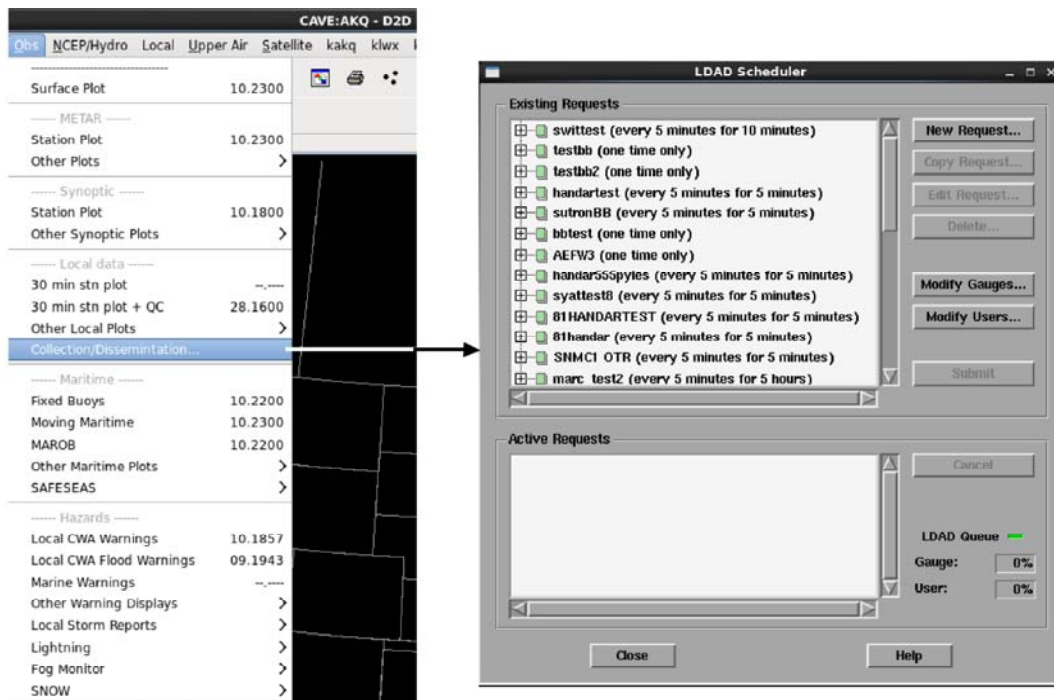 CAVE:AKQ - D2D
Obs NCEP/Hydro Local Upper Air Satellite kakq klwx
Surface Plot 10.2300
------ METAR ------
Station Plot 10.2300
Other Plots >
------ Synoptic ------
Station Plot 10.1800
Other Synoptic Plots >
------ Local data ------
30 min stn plot --.----
30 min stn plot + QC 28.1600
Other Local Plots >
Collection/Dissemintation...
------ Maritime ------
Fixed Buoys 10.2200
Moving Maritime 10.2300
MAROB 10.2200
Other Maritime Plots >
SAFESEAS >
------ Hazards ------
Local CWA Warnings 10.1857
Local CWA Flood Warnings 09.1943
Marine Warnings --.----
Other Warning Displays >
Local Storm Reports >
Lightning >
Fog Monitor >
SNOW >
LDAD Scheduler
Existing Requests
swittest (every 5 minutes for 10 minutes)
testbb (one time only)
testbb2 (one time only)
handartest (every 5 minutes for 5 minutes)
sutronBB (every 5 minutes for 5 minutes)
bbtest (one time only)
AEFW3 (one time only)
handar555pyles (every 5 minutes for 5 minutes)
syattest8 (every 5 minutes for 5 minutes)
81HANDARTEST (every 5 minutes for 5 minutes)
81handar (every 5 minutes for 5 minutes)
SNMC1 OTR (every 5 minutes for 5 minutes)
marc test2 (every 5 minutes for 5 hours)
New Request...
Copy Request...
Edit Request...
Delete...
Modify Gauges...
Modify Users...
Submit
Active Requests
Cancel
LDAD Queue
Gauge: 0%
User: 0%
Close
Help